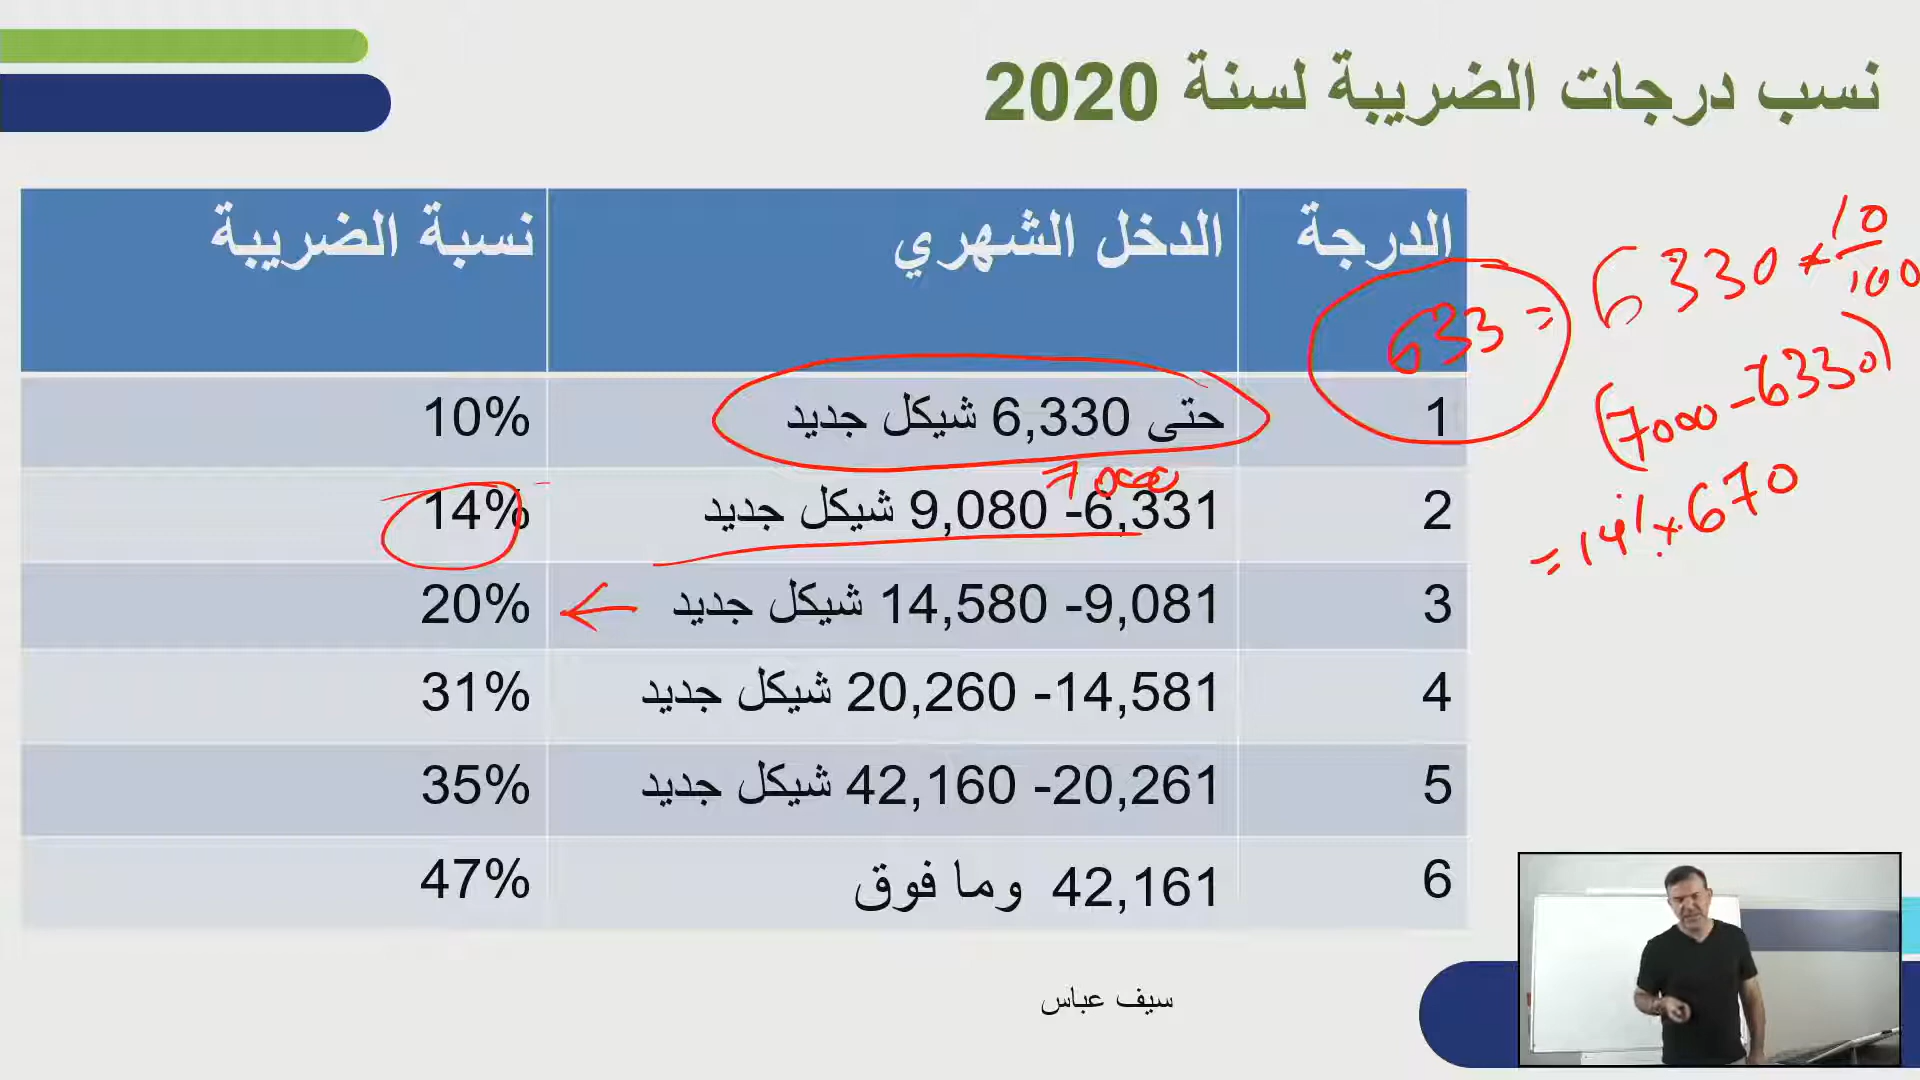 نسب درجات الضريبة لسنة 2020
الدرجة الدخل الشهري نسبة الضريبة
1 حتى 6,330 شيكل جديد 10%
2 6,331- 9,080 شيكل جديد 14%
3 9,081- 14,580 شيكل جديد 20%
4 14,581- 20,260 شيكل جديد 31%
5 20,261- 42,160 شيكل جديد 35%
6 42,161 وما فوق 47%
633 = 6330 × 10/100
7000
(7000 - 6330)
= 14% × 670
سيف عباس